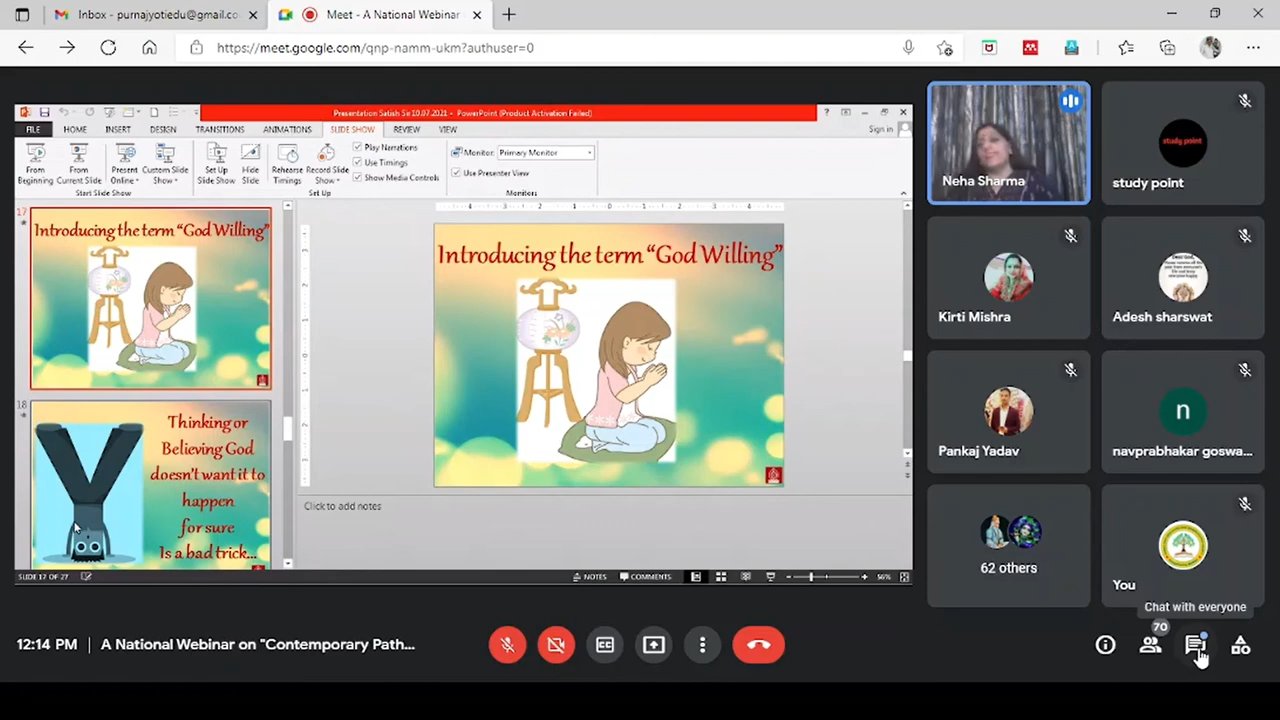 Inbox - purnajyotiedu@gmail.co
Meet - A National Webinar
https://meet.google.com/qnp-namm-ukm?authuser=0
Presentation Satish Sir 10.07.2021 - PowerPoint (Product Activation Failed)
FILE HOME INSERT DESIGN TRANSITIONS ANIMATIONS SLIDE SHOW REVIEW VIEW Sign in
From Beginning
From Current Slide
Present Online
Custom Slide Show
Set Up Slide Show
Hide Slide
Rehearse Timings
Record Slide Show
Play Narrations
Use Timings
Show Media Controls
Monitor: Primary Monitor
Use Presenter View
Start Slide Show
Set Up
Monitors
17
Introducing the term “God Willing”
18
Thinking or
Believing God
doesn't want it to
happen
for sure
Is a bad trick...
Introducing the term “God Willing”
Click to add notes
SLIDE 17 OF 27
NOTES COMMENTS 56%
Neha Sharma
study point
study point
Kirti Mishra
Adesh sharswat
Pankaj Yadav
n
navprabhakar goswa...
62 others
You
Chat with everyone
12:14 PM | A National Webinar on "Contemporary Path...
70